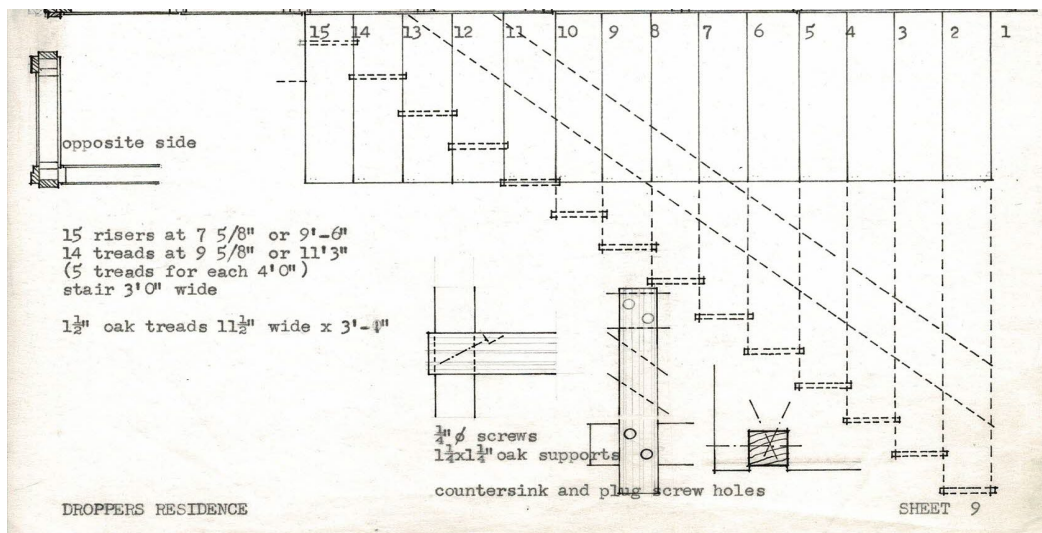 15 14 13 12 11 10 9 8 7 6 5 4 3 2 1
opposite side
15 risers at 7 5/8" or 9'-6"
14 treads at 9 5/8" or 11'3"
(5 treads for each 4'0")
stair 3'0" wide
1½" oak treads 11½" wide x 3'-4"
¼"ø screws
1¼x1¼" oak supports
countersink and plug screw holes
DROPPERS RESIDENCE
SHEET 9